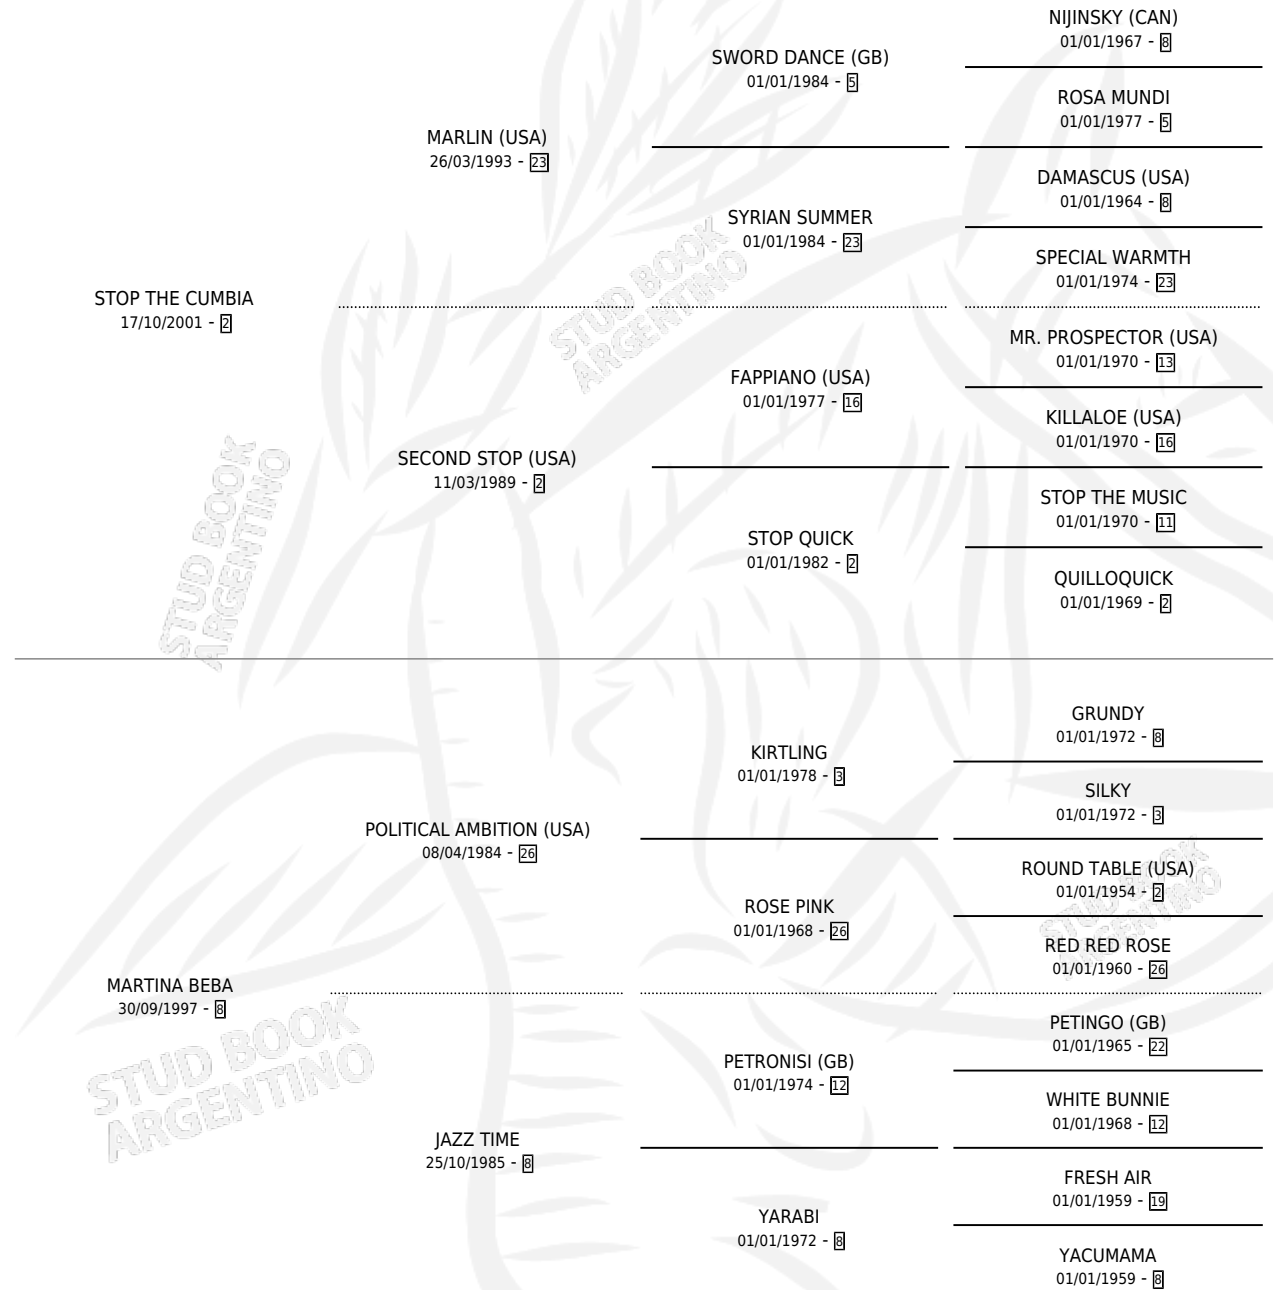 NIJINSKY (CAN)
01/01/1967 - 8
SWORD DANCE (GB)
01/01/1984 - 5
ROSA MUNDI
01/01/1977 - 5
MARLIN (USA)
26/03/1993 - 23
DAMASCUS (USA)
01/01/1964 - 8
SYRIAN SUMMER
01/01/1984 - 23
SPECIAL WARMTH
01/01/1974 - 23
STOP THE CUMBIA
17/10/2001 - 2
MR. PROSPECTOR (USA)
01/01/1970 - 13
FAPPIANO (USA)
01/01/1977 - 16
KILLALOE (USA)
01/01/1970 - 16
SECOND STOP (USA)
11/03/1989 - 2
STOP THE MUSIC
01/01/1970 - 11
STOP QUICK
01/01/1982 - 2
QUILLOQUICK
01/01/1969 - 2
GRUNDY
01/01/1972 - 8
KIRTLING
01/01/1978 - 3
SILKY
01/01/1972 - 3
POLITICAL AMBITION (USA)
08/04/1984 - 26
ROUND TABLE (USA)
01/01/1954 - 2
ROSE PINK
01/01/1968 - 26
RED RED ROSE
01/01/1960 - 26
MARTINA BEBA
30/09/1997 - 8
PETINGO (GB)
01/01/1965 - 22
PETRONISI (GB)
01/01/1974 - 12
WHITE BUNNIE
01/01/1968 - 12
JAZZ TIME
25/10/1985 - 8
FRESH AIR
01/01/1959 - 19
YARABI
01/01/1972 - 8
YACUMAMA
01/01/1959 - 8
STUD BOOK
ARGENTINO
STUD BOOK
ARGENTINO
STUD BOOK
ARGENTINO
STUD BOOK
ARGENTINO